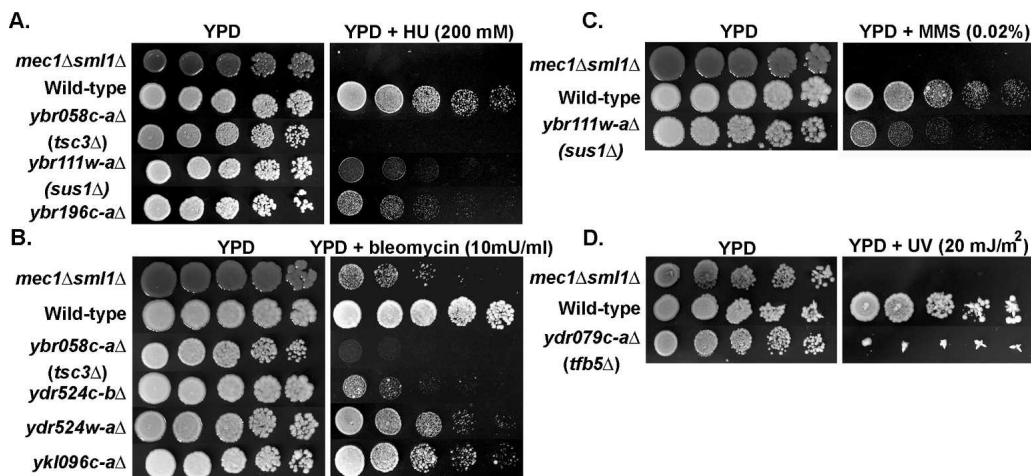 A.
YPD
YPD + HU (200 mM)
mec1Δsml1Δ
Wild-type
ybr058c-aΔ
(tsc3Δ)
ybr111w-aΔ
(sus1Δ)
ybr196c-aΔ
B.
YPD
YPD + bleomycin (10mU/ml)
mec1Δsml1Δ
Wild-type
ybr058c-aΔ
(tsc3Δ)
ydr524c-bΔ
ydr524w-aΔ
ykl096c-aΔ
C.
YPD
YPD + MMS (0.02%)
mec1Δsml1Δ
Wild-type
ybr111w-aΔ
(sus1Δ)
D.
YPD
YPD + UV (20 mJ/m²)
mec1Δsml1Δ
Wild-type
ydr079c-aΔ
(tfb5Δ)